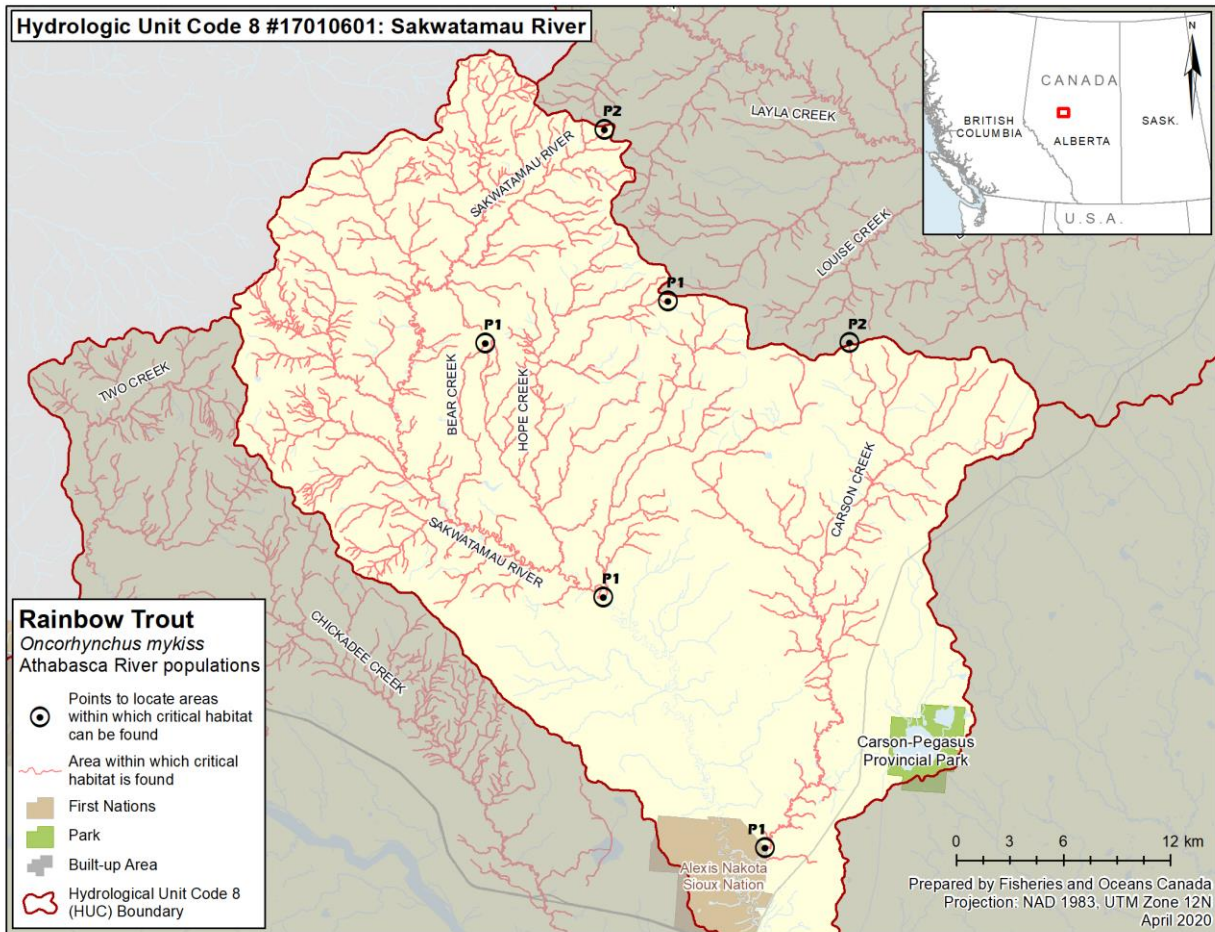 Hydrologic Unit Code 8 #17010601: Sakwatamau River
N
CANADA
BRITISH
COLUMBIA
ALBERTA
SASK.
U.S.A.
P2
LAYLA CREEK
SAKWATAMAU RIVER
LOUISE CREEK
P1
P1
P2
TWO CREEK
BEAR CREEK
HOPE CREEK
CARSON CREEK
SAKWATAMAU RIVER
P1
CHICKADEE CREEK
Carson-Pegasus
Provincial Park
P1
Alexis Nakota
Sioux Nation
Rainbow Trout
Oncorhynchus mykiss
Athabasca River populations
Points to locate areas
within which critical habitat
can be found
Area within which critical
habitat is found
First Nations
Park
Built-up Area
Hydrological Unit Code 8
(HUC) Boundary
0 3 6 12 km
Prepared by Fisheries and Oceans Canada
Projection: NAD 1983, UTM Zone 12N
April 2020